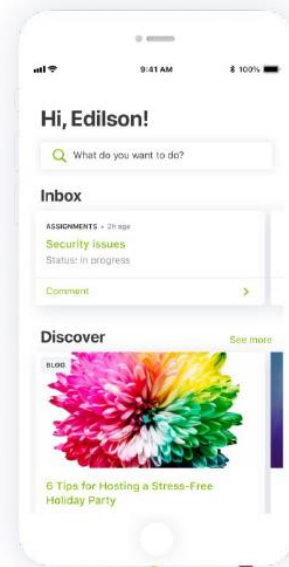 9:41 AM
100%
Hi, Edilson!
What do you want to do?
Inbox
ASSIGNMENTS • 2h ago
Security issues
Status: In progress
Comment
Discover
See more
BLOG
6 Tips for Hosting a Stress-Free
Holiday Party